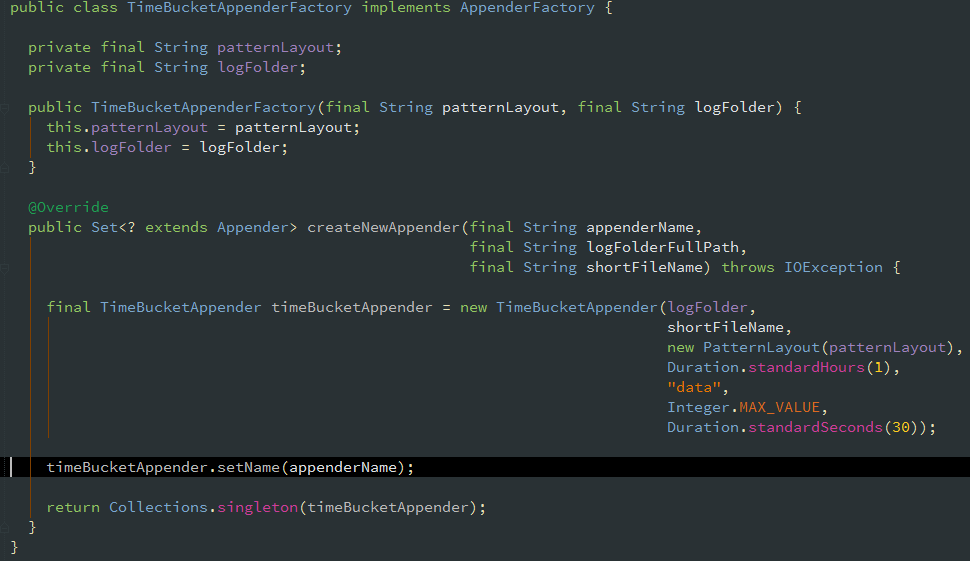 public class TimeBucketAppenderFactory implements AppenderFactory {
private final String patternLayout;
private final String logFolder;
public TimeBucketAppenderFactory(final String patternLayout, final String logFolder) {
this.patternLayout = patternLayout;
this.logFolder = logFolder;
}
@Override
public Set<? extends Appender> createNewAppender(final String appenderName,
final String logFolderFullPath,
final String shortFileName) throws IOException {
final TimeBucketAppender timeBucketAppender = new TimeBucketAppender(logFolder,
shortFileName,
new PatternLayout(patternLayout),
Duration.standardHours(1),
"data",
Integer.MAX_VALUE,
Duration.standardSeconds(30));
timeBucketAppender.setName(appenderName);
return Collections.singleton(timeBucketAppender);
}
}